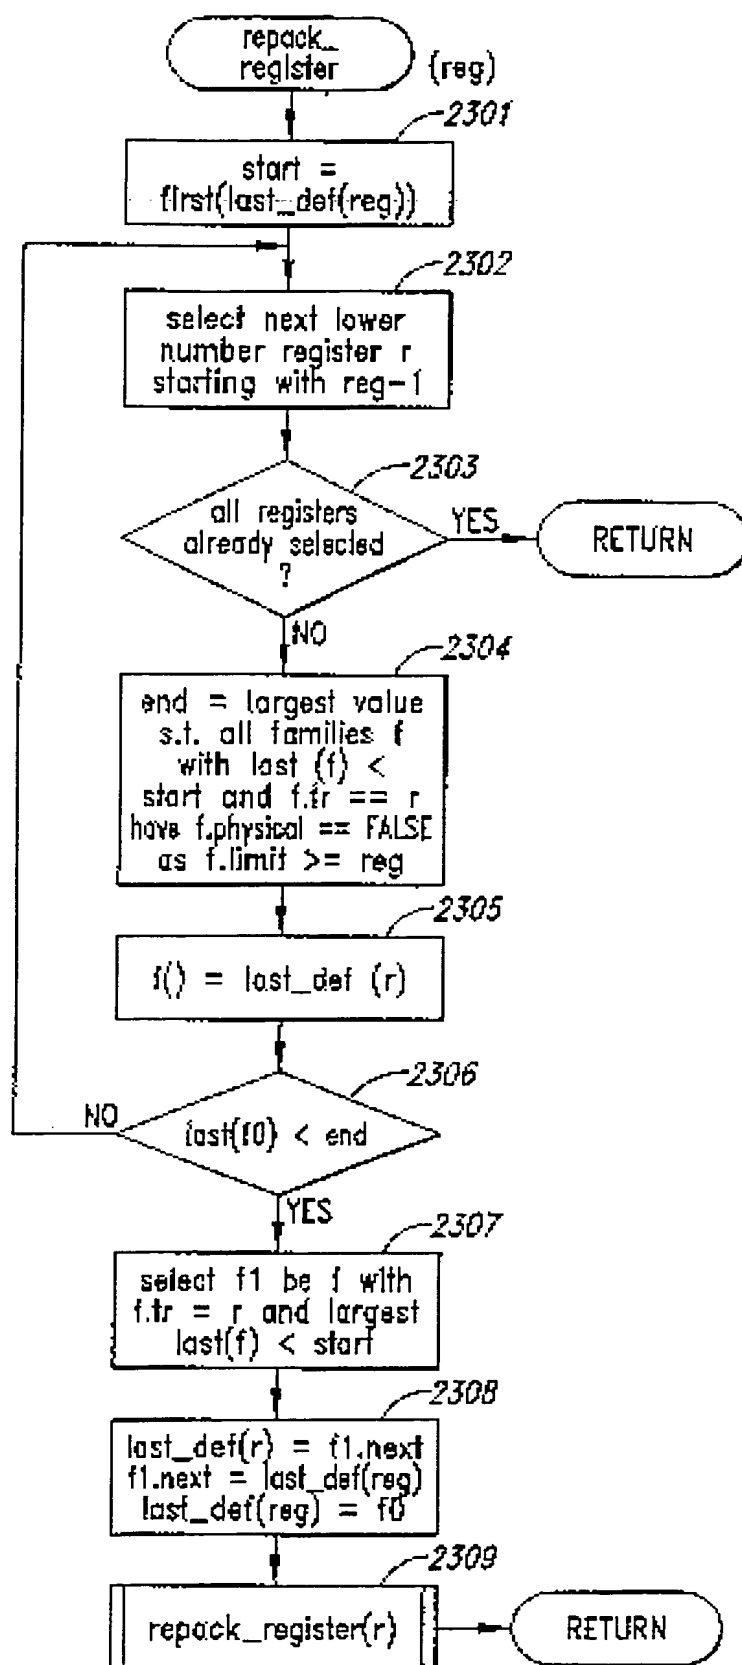 repack_
register
(reg)
2301
start =
first(last_def(reg))
2302
select next lower
number register r
starting with reg-1
2303
all registers
already selected
?
YES
RETURN
NO
2304
end = largest value
s.t. all families f
with last (f) <
start and f.tr == r
have f.physical == FALSE
as f.limit >= reg
2305
f() = last_def (r)
2306
last(f0) < end
NO
YES
2307
select f1 be f with
f.tr = r and largest
last(f) < start
2308
last_def(r) = f1.next
f1.next = last_def(reg)
last_def(reg) = f0
2309
repack_register(r)
RETURN